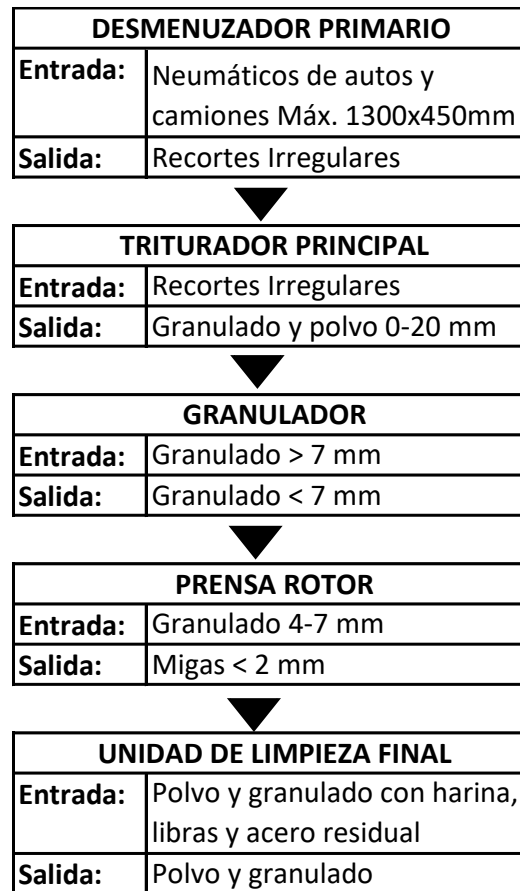 DESMENUZADOR PRIMARIO
Entrada: Neumáticos de autos y
camiones Máx. 1300x450mm
Salida: Recortes Irregulares
TRITURADOR PRINCIPAL
Entrada: Recortes Irregulares
Salida: Granulado y polvo 0-20 mm
GRANULADOR
Entrada: Granulado > 7 mm
Salida: Granulado < 7 mm
PRENSA ROTOR
Entrada: Granulado 4-7 mm
Salida: Migas < 2 mm
UNIDAD DE LIMPIEZA FINAL
Entrada: Polvo y granulado con harina,
libras y acero residual
Salida: Polvo y granulado